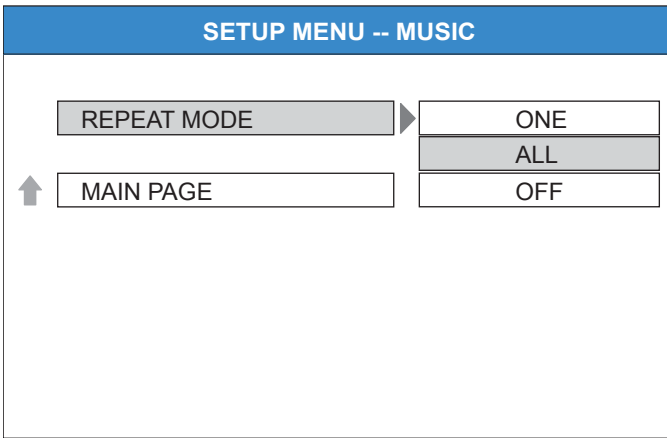 SETUP MENU -- MUSIC
REPEAT MODE
ONE
ALL
MAIN PAGE
OFF